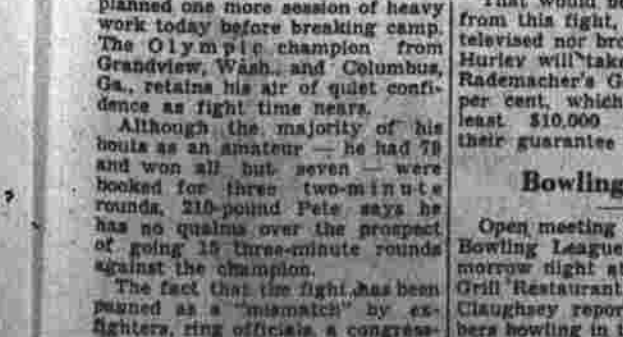 planned one more session of heavy
work today before breaking camp.
The Olympic champion from
Grandview, Wash., and Columbus,
Ga., retains his air of quiet confi-
dence as fight time nears.
Although the majority of his
bouts as an amateur — he had 79
and won all but seven — were
booked for three two-minute
rounds, 210-pound Pete says he
has no qualms over the prospect
of going 15 three-minute rounds
against the champion.
The fact that the fight has been
panned as a "mismatch" by ex-
fighters, ring officials, a congress-
That would be
from this fight,
televised nor bro
Hurley will take
Rademacher's G
per cent, which
least $10,000
their guarantee
Bowling
Open meeting
Bowling League
morrow night at
Grill Restaurant
Claughsey repor
bers bowling in t